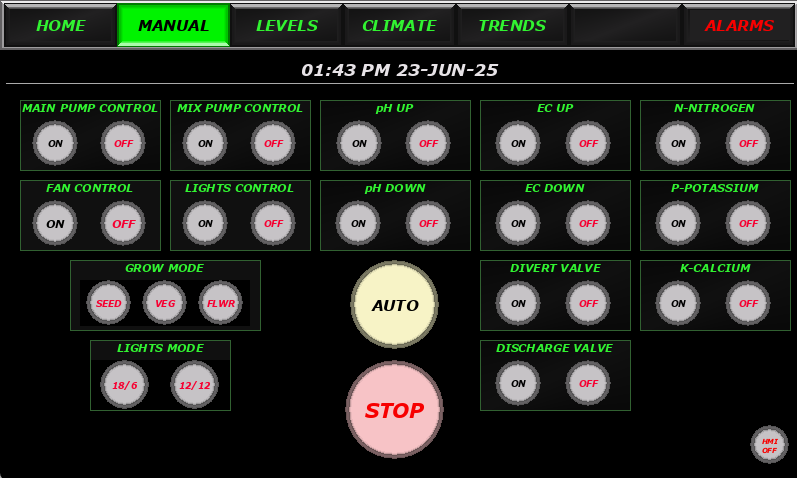 HOME MANUAL LEVELS CLIMATE TRENDS ALARMS
01:43 PM 23-JUN-25
MAIN PUMP CONTROL MIX PUMP CONTROL pH UP EC UP N-NITROGEN
ON OFF ON OFF ON OFF ON OFF ON OFF
FAN CONTROL LIGHTS CONTROL pH DOWN EC DOWN P-POTASSIUM
ON OFF ON OFF ON OFF ON OFF ON OFF
GROW MODE DIVERT VALVE K-CALCIUM
SEED VEG FLWR AUTO ON OFF ON OFF
LIGHTS MODE DISCHARGE VALVE
18/6 12/12 STOP ON OFF
HMI
OFF